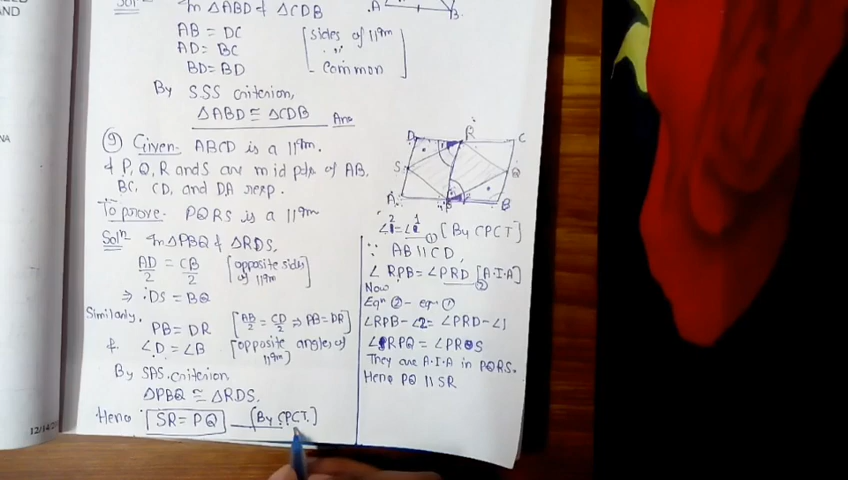 AND
Solⁿ In ΔABD & ΔCDB
AB = DC [sides of ||gm
AD = BC [ " "
BD = BD [ common ]
By SSS criterion,
ΔABD ≅ ΔCDB Ans
A B
⑨ Given. ABCD is a ||gm.
& P, Q, R and S are mid pts of AB,
BC, CD, and DA resp.
To prove. PQRS is a ||gm
Solⁿ In ΔPBQ & ΔRDS,
AD/2 = CB/2 [opposite sides of ||gm]
⇒ DS = BQ
Similarly,
PB = DR [AB/2 = CD/2 ⇒ PB = DR]
& ∠D = ∠B [opposite angles of ||gm]
By SAS criterion,
ΔPBQ ≅ ΔRDS.
Hence SR = PQ [By CPCT.]
D R C
S Q
A P B
∠2 = ∠1 ① [By CPCT]
∵ AB || CD,
∠RPB = ∠PRD [A.I.A] ②
Now
Eqⁿ ② - eqⁿ ①
∠RPB - ∠2 = ∠PRD - ∠1
∠RPQ = ∠PRS
They are A.I.A in PQRS.
Hence PQ || SR